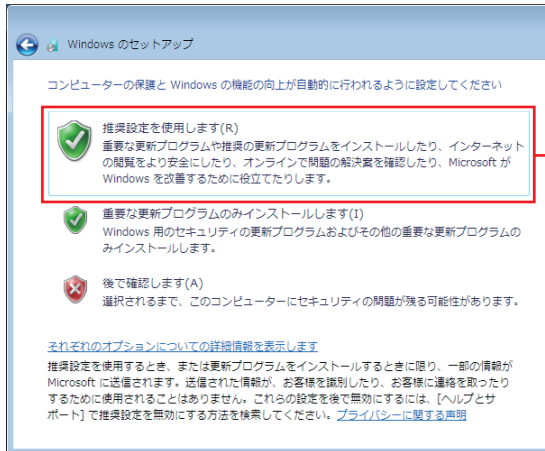 Windows のセットアップ
コンピューターの保護と Windows の機能の向上が自動的に行われるように設定してください
推奨設定を使用します(R)
重要な更新プログラムや推奨の更新プログラムをインストールしたり、インターネット
の閲覧をより安全にしたり、オンラインで問題の解決案を確認したり、Microsoft が
Windows を改善するために役立てたりします。
重要な更新プログラムのみインストールします(I)
Windows 用のセキュリティの更新プログラムおよびその他の重要な更新プログラムの
みインストールします。
後で確認します(A)
選択されるまで、このコンピューターにセキュリティの問題が残る可能性があります。
それぞれのオプションについての詳細情報を表示します
推奨設定を使用するとき、または更新プログラムをインストールするときに限り、一部の情報が
Microsoft に送信されます。送信された情報が、お客様を識別したり、お客様に連絡を取ったり
するために使用されることはありません。これらの設定を後で無効にするには、[ヘルプとサ
ポート] で推奨設定を無効にする方法を検索してください。プライバシーに関する声明